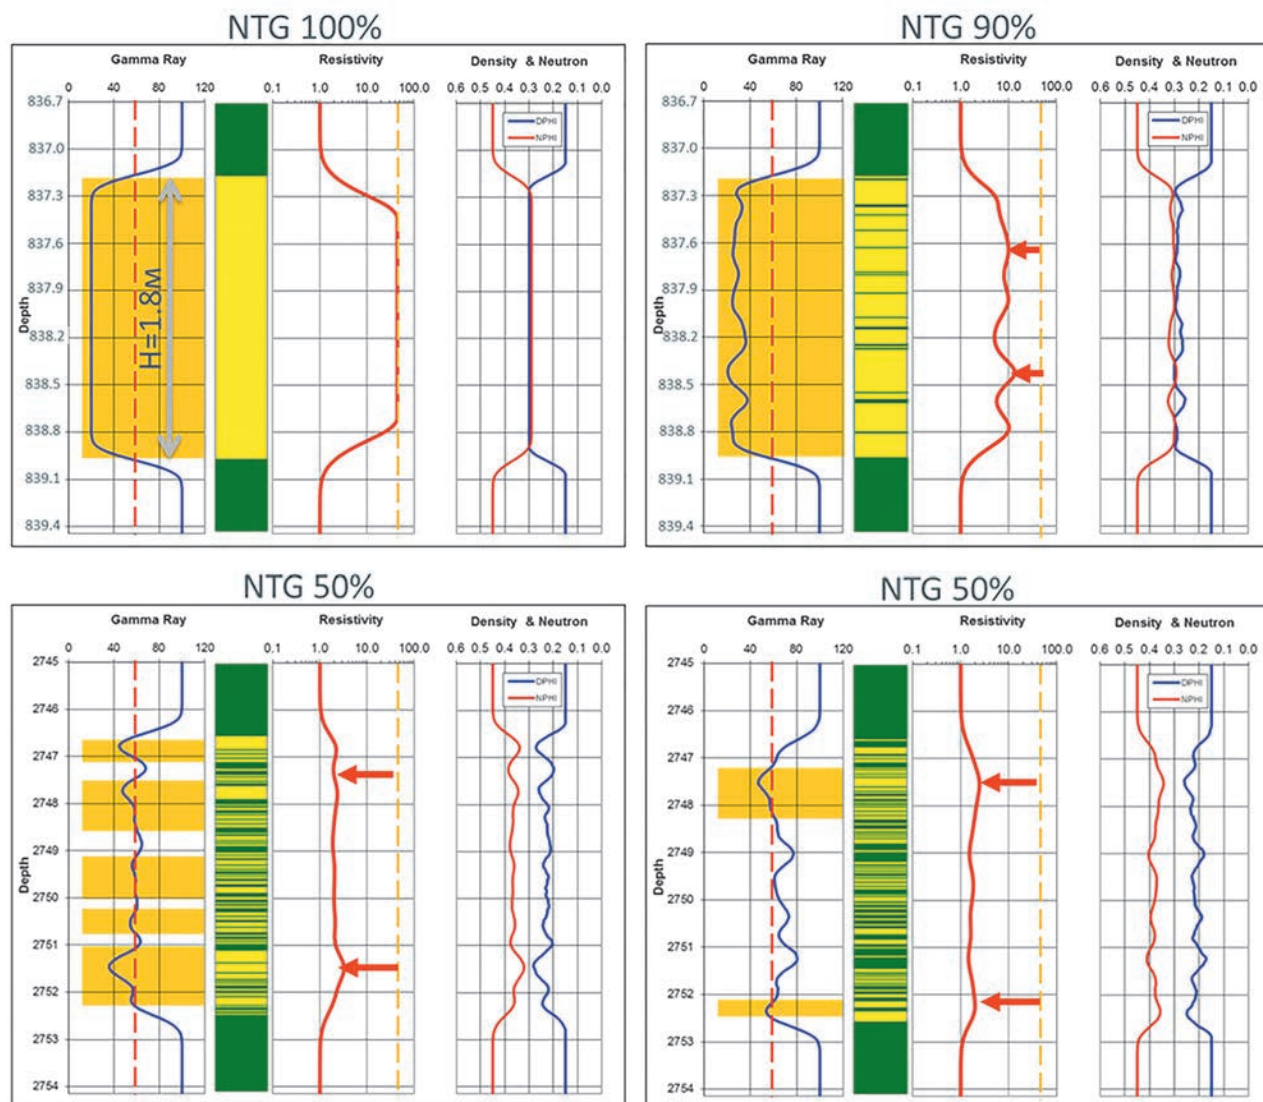 NTG 100%
Gamma Ray Resistivity Density & Neutron
0 40 80 120 0.1 1.0 10.0 100.0 0.6 0.5 0.4 0.3 0.2 0.1 0.0
DPHI
NPHI
836.7
837.0
837.3
837.6
837.9
838.2
838.5
838.8
839.1
839.4
Depth
H=1.8м
NTG 90%
Gamma Ray Resistivity Density & Neutron
0 40 80 120 0.1 1.0 10.0 100.0 0.6 0.5 0.4 0.3 0.2 0.1 0.0
DPHI
NPHI
836.7
837.0
837.3
837.6
837.9
838.2
838.5
838.8
839.1
839.4
Depth
NTG 50%
Gamma Ray Resistivity Density & Neutron
0 40 80 120 0.1 1.0 10.0 100.0 0.6 0.5 0.4 0.3 0.2 0.1 0.0
DPHI
NPHI
2745
2746
2747
2748
2749
2750
2751
2752
2753
2754
Depth
NTG 50%
Gamma Ray Resistivity Density & Neutron
0 40 80 120 0.1 1.0 10.0 100.0 0.6 0.5 0.4 0.3 0.2 0.1 0.0
DPHI
NPHI
2745
2746
2747
2748
2749
2750
2751
2752
2753
2754
Depth